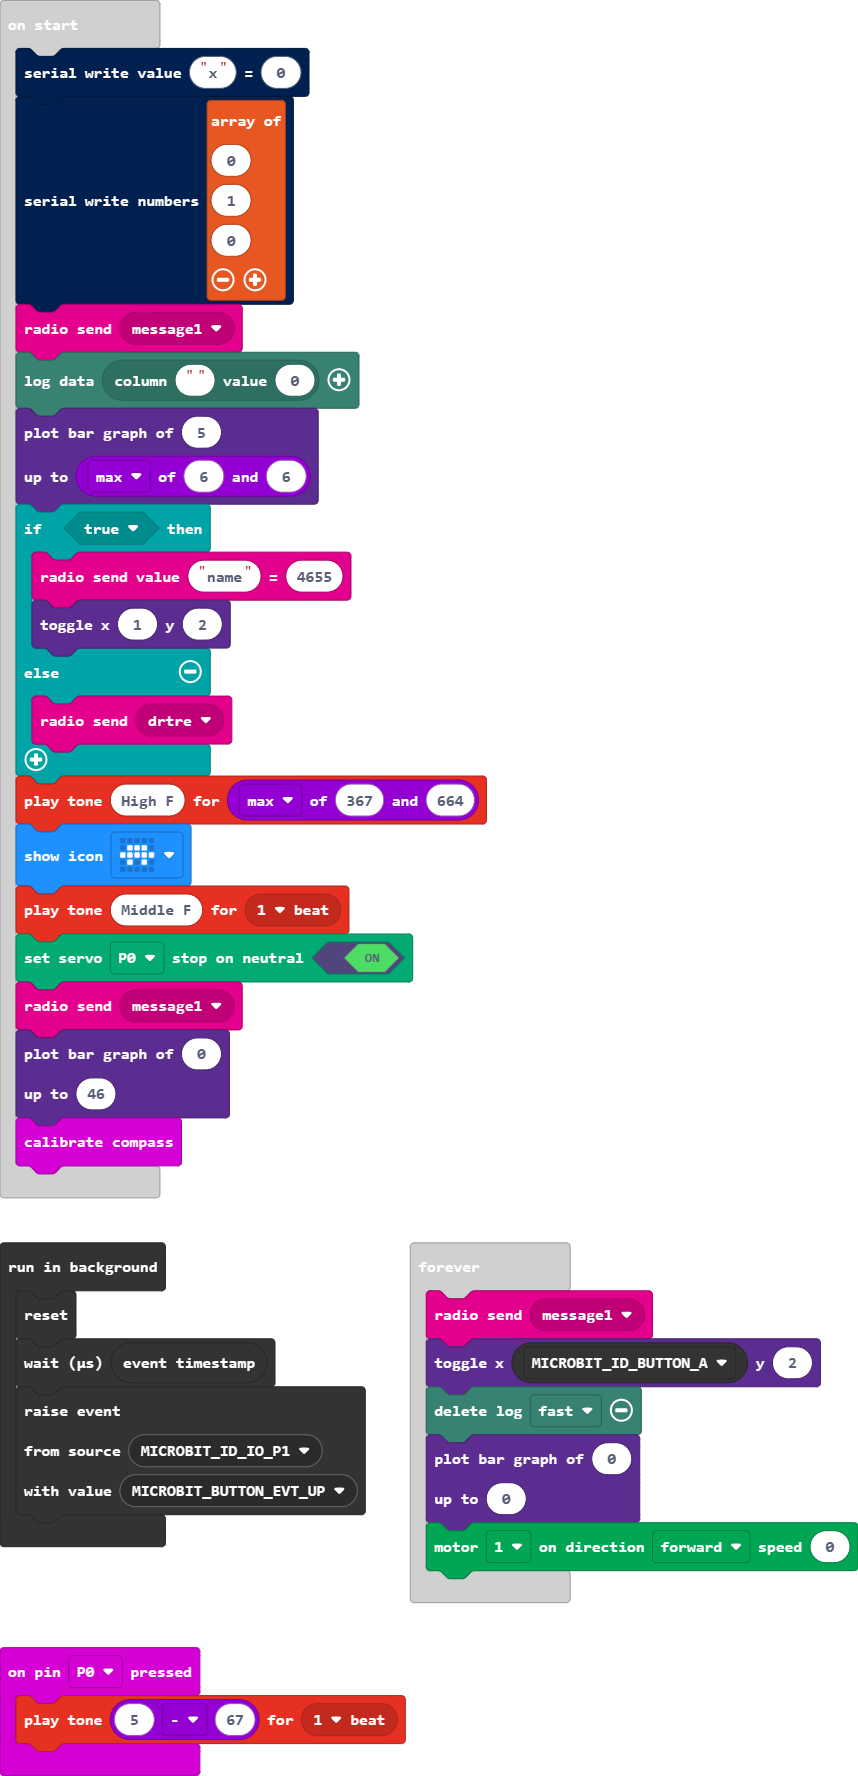 on start
serial write value "x" = 0
array of
0
serial write numbers 1
0
radio send message1
log data column "" value 0
plot bar graph of 5
up to max of 6 and 6
if true then
radio send value "name" = 4655
toggle x 1 y 2
else
radio send drtre
play tone High F for max of 367 and 664
show icon
play tone Middle F for 1 beat
set servo P0 stop on neutral ON
radio send message1
plot bar graph of 0
up to 46
calibrate compass
run in background
reset
wait (µs) event timestamp
raise event
from source MICROBIT_ID_IO_P1
with value MICROBIT_BUTTON_EVT_UP
forever
radio send message1
toggle x MICROBIT_ID_BUTTON_A y 2
delete log fast
plot bar graph of 0
up to 0
motor 1 on direction forward speed 0
on pin P0 pressed
play tone 5 - 67 for 1 beat